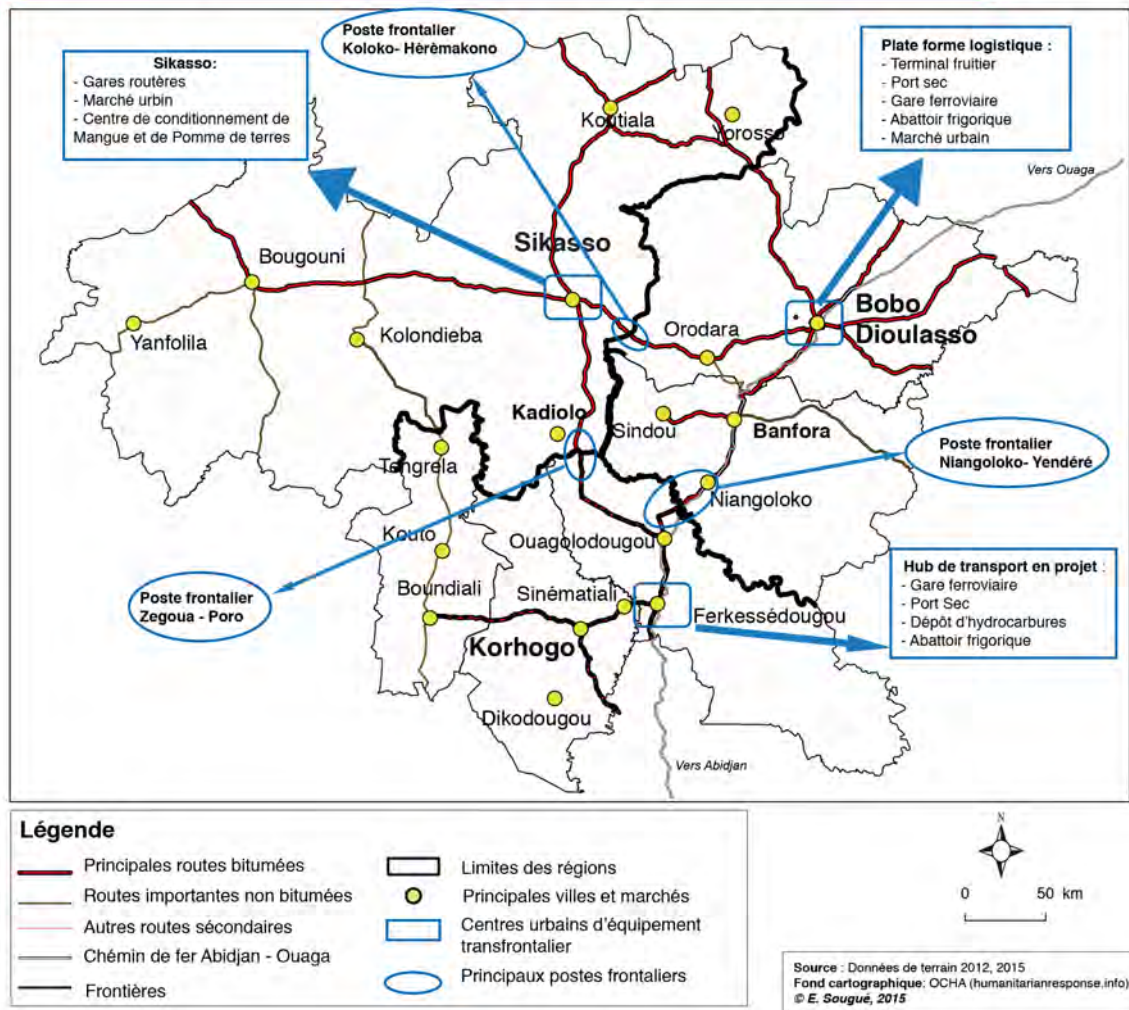 Poste frontalier
Koloko- Hèrèmakono
Sikasso:
- Gares routères
- Marché urbin
- Centre de conditionnement de
Mangue et de Pomme de terres
Plate forme logistique :
- Terminal fruitier
- Port sec
- Gare ferroviaire
- Abattoir frigorique
- Marché urbain
Vers Ouaga
Koutiala
Yorosso
Sikasso
Bougouni
Bobo
Dioulasso
Orodara
Yanfolila
Kolondieba
Kadiolo
Sindou
Banfora
Poste frontalier
Niangoloko- Yendéré
Tengrela
Niangoloko
Ouagolodougou
Kouto
Hub de transport en projet :
- Gare ferroviaire
- Port Sec
- Dépôt d'hydrocarbures
- Abattoir frigorique
Poste frontalier
Zegoua - Poro
Boundiali
Sinématiali
Ferkessédougou
Korhogo
Dikodougou
Vers Abidjan
Légende
Principales routes bitumées
Routes importantes non bitumées
Autres routes sécondaires
Chémin de fer Abidjan - Ouaga
Frontières
Limites des régions
Principales villes et marchés
Centres urbains d'équipement
transfrontalier
Principaux postes frontaliers
N
0 50 km
Source : Données de terrain 2012, 2015
Fond cartographique: OCHA (humanitarianresponse.info)
© E. Sougué, 2015